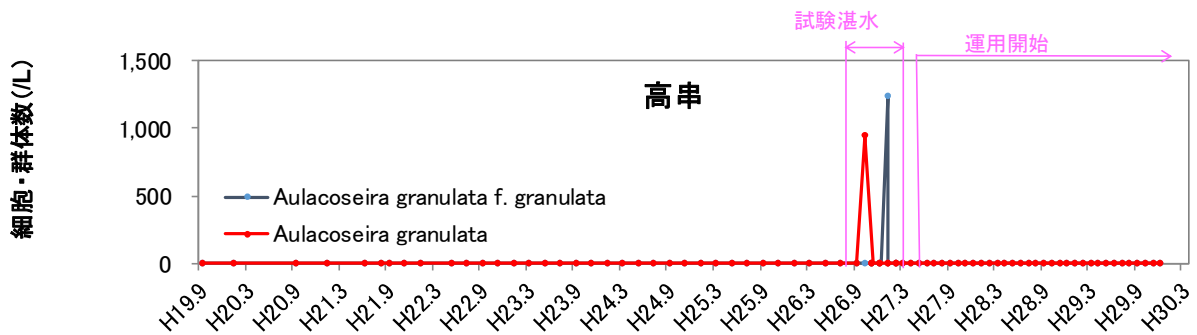 試験湛水
運用開始
細胞・群体数(/L)
高串
1,500
1,000
500
0
Aulacoseira granulata f. granulata
Aulacoseira granulata
H19.9 H20.3 H20.9 H21.3 H21.9 H22.3 H22.9 H23.3 H23.9 H24.3 H24.9 H25.3 H25.9 H26.3 H26.9 H27.3 H27.9 H28.3 H28.9 H29.3 H29.9 H30.3